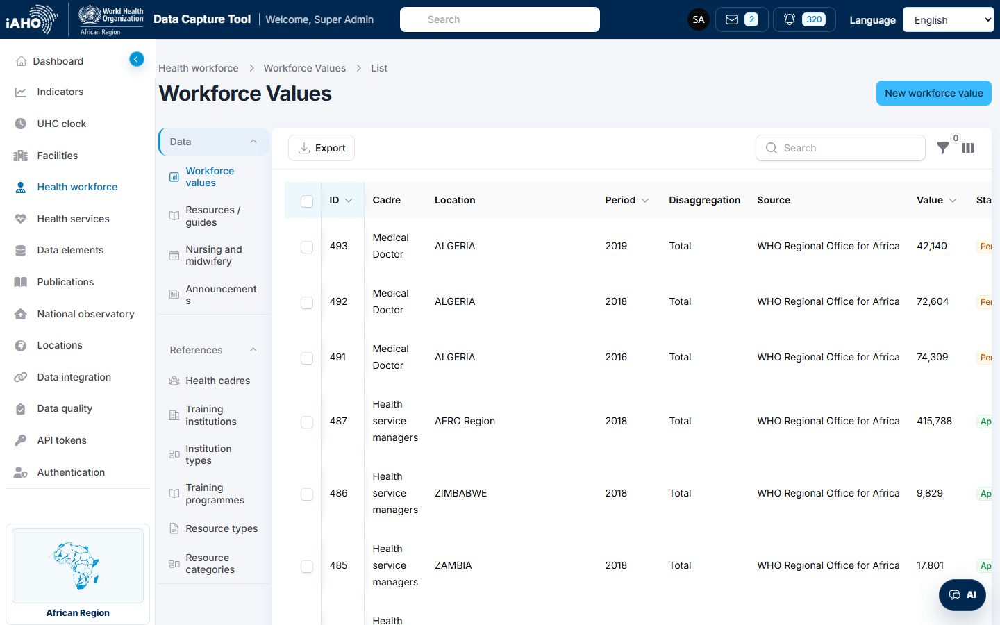 iAHO
World Health
Organization
African Region
Data Capture Tool
Welcome, Super Admin
Search
SA
2
320
Language
English
Dashboard
Indicators
UHC clock
Facilities
Health workforce
Health services
Data elements
Publications
National observatory
Locations
Data integration
Data quality
API tokens
Authentication
African Region
Health workforce > Workforce Values > List
Workforce Values
New workforce value
Data
Workforce
values
Resources /
guides
Nursing and
midwifery
Announcement
s
References
Health cadres
Training
institutions
Institution
types
Training
programmes
Resource types
Resource
categories
Export
Search
0
ID Cadre Location Period Disaggregation Source Value Sta
493 Medical Doctor ALGERIA 2019 Total WHO Regional Office for Africa 42,140 Per
492 Medical Doctor ALGERIA 2018 Total WHO Regional Office for Africa 72,604 Per
491 Medical Doctor ALGERIA 2016 Total WHO Regional Office for Africa 74,309 Per
487 Health service managers AFRO Region 2018 Total WHO Regional Office for Africa 415,788 Ap
486 Health service managers ZIMBABWE 2018 Total WHO Regional Office for Africa 9,829 Ap
485 Health service managers ZAMBIA 2018 Total WHO Regional Office for Africa 17,801 Ap
Health
AI